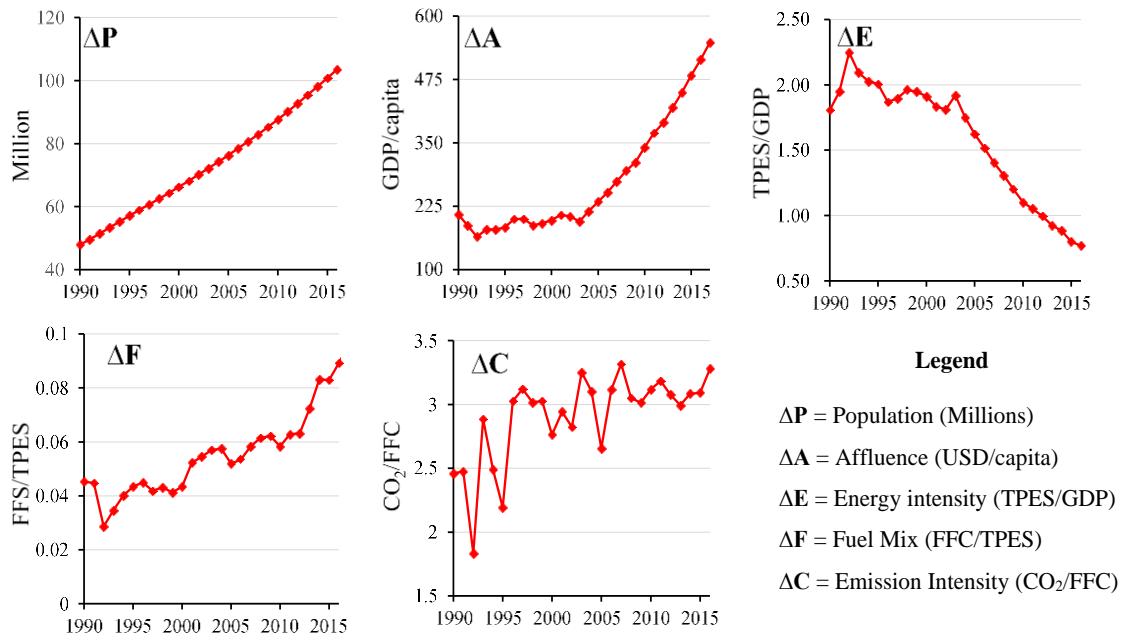 ΔP
Million
120
100
80
60
40
1990 1995 2000 2005 2010 2015
ΔA
GDP/capita
600
475
350
225
100
1990 1995 2000 2005 2010 2015
ΔE
TPES/GDP
2.50
2.00
1.50
1.00
0.50
1990 1995 2000 2005 2010 2015
ΔF
FFS/TPES
0.1
0.08
0.06
0.04
0.02
0
1990 1995 2000 2005 2010 2015
ΔC
CO₂/FFC
3.5
3
2.5
2
1.5
1990 1995 2000 2005 2010 2015
Legend
ΔP = Population (Millions)
ΔA = Affluence (USD/capita)
ΔE = Energy intensity (TPES/GDP)
ΔF = Fuel Mix (FFC/TPES)
ΔC = Emission Intensity (CO₂/FFC)